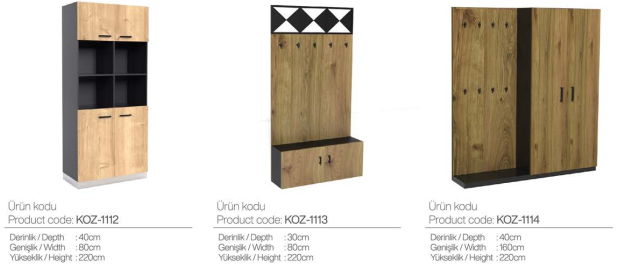 Ürün kodu
Product code: KOZ-1112
Derinlik / Depth : 40cm
Genişlik / Width : 80cm
Yükseklik / Height : 220cm
Ürün kodu
Product code: KOZ-1113
Derinlik / Depth : 30cm
Genişlik / Width : 80cm
Yükseklik / Height : 220cm
Ürün kodu
Product code: KOZ-1114
Derinlik / Depth : 40cm
Genişlik / Width : 160cm
Yükseklik / Height : 220cm